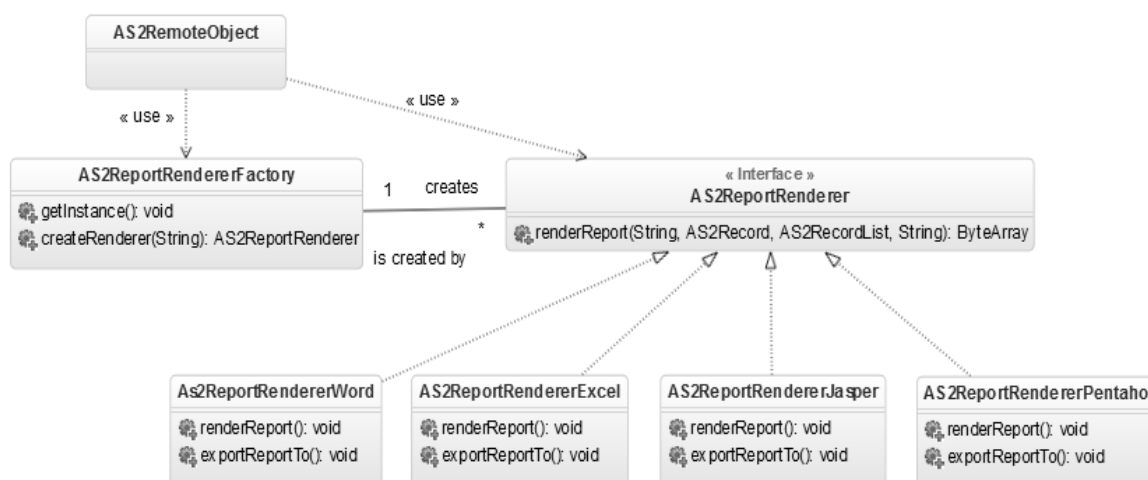 AS2RemoteObject
« use »
« use »
AS2ReportRendererFactory
getInstance(): void
createRenderer(String): AS2ReportRenderer
1
creates
*
is created by
« Interface »
AS2ReportRenderer
renderReport(String, AS2Record, AS2RecordList, String): ByteArray
As2ReportRendererWord
renderReport(): void
exportReportTo(): void
AS2ReportRendererExcel
renderReport(): void
exportReportTo(): void
AS2ReportRendererJasper
renderReport(): void
exportReportTo(): void
AS2ReportRendererPentaho
renderReport(): void
exportReportTo(): void